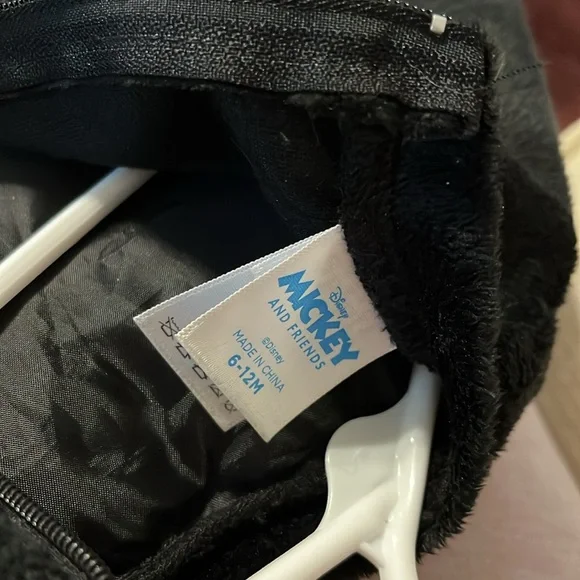 Disney
MICKEY
AND FRIENDS
©Disney
MADE IN CHINA
6-12M